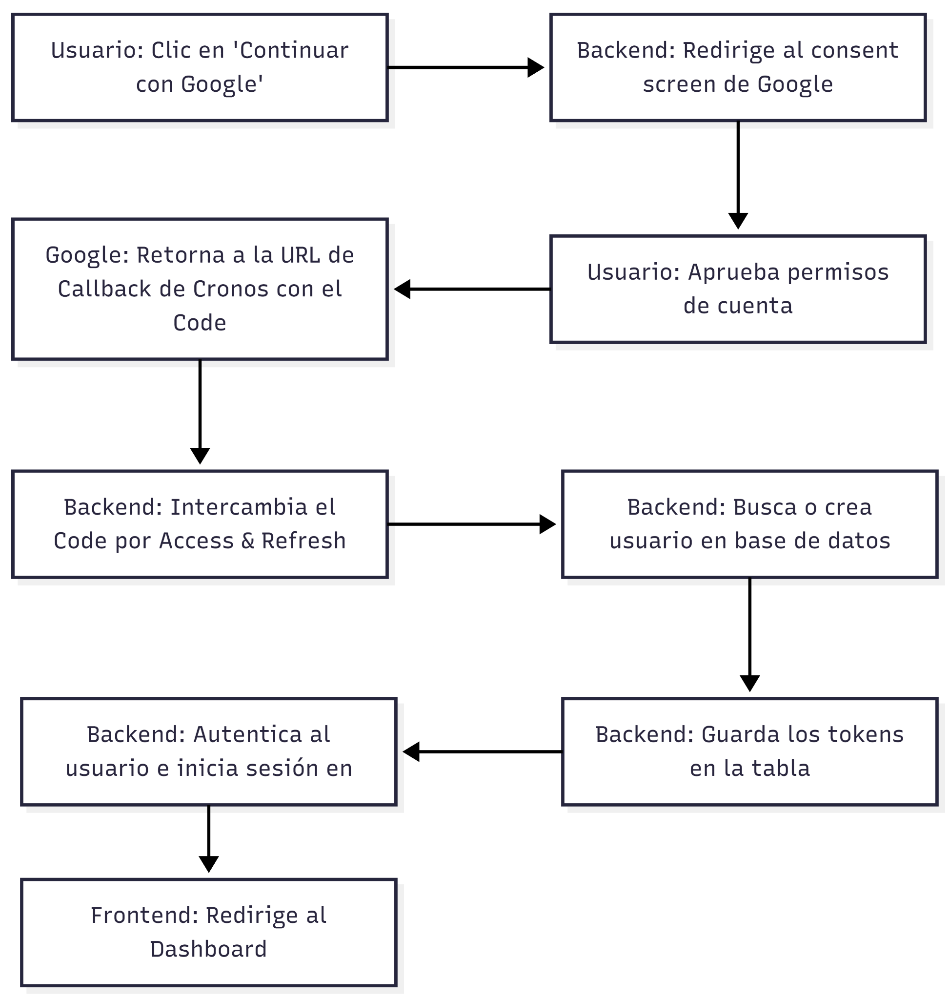 Usuario: Clic en 'Continuar
con Google'
Backend: Redirige al consent
screen de Google
Usuario: Aprueba permisos
de cuenta
Google: Retorna a la URL de
Callback de Cronos con el
Code
Backend: Intercambia el
Code por Access & Refresh
Backend: Busca o crea
usuario en base de datos
Backend: Guarda los tokens
en la tabla
Backend: Autentica al
usuario e inicia sesión en
Frontend: Redirige al
Dashboard